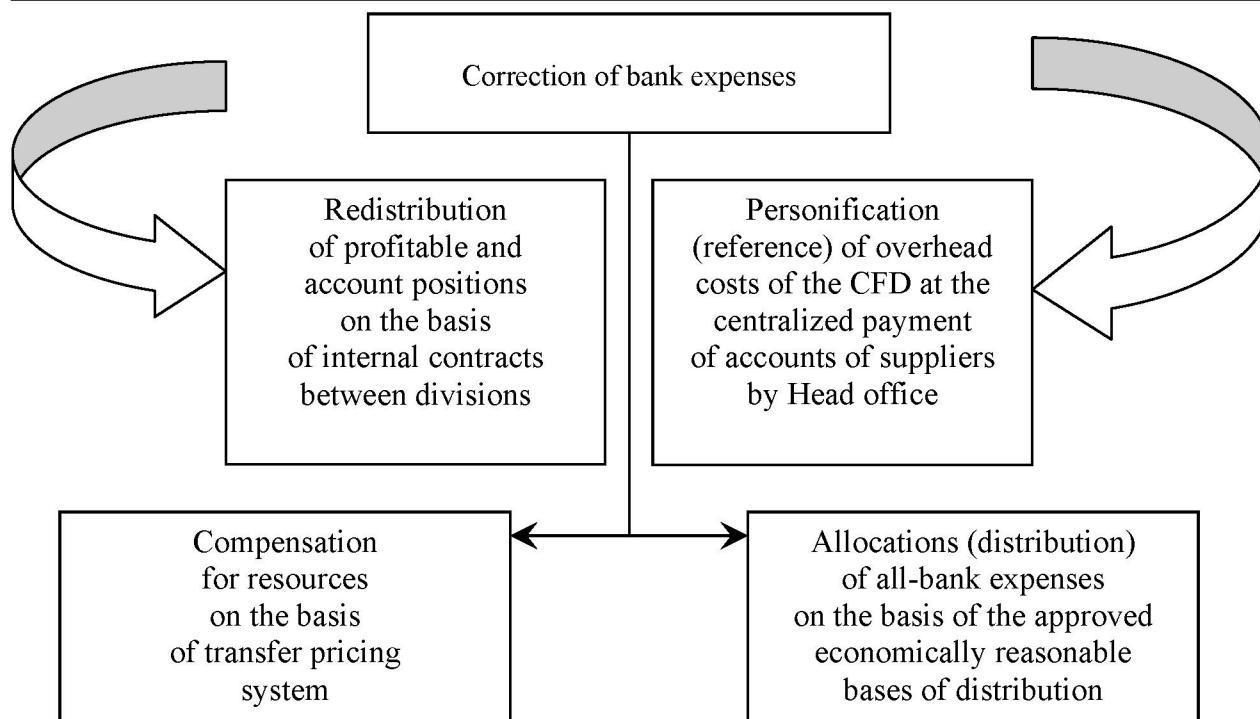 Correction of bank expenses
Redistribution
of profitable and
account positions
on the basis
of internal contracts
between divisions
Personification
(reference) of overhead
costs of the CFD at the
centralized payment
of accounts of suppliers
by Head office
Compensation
for resources
on the basis
of transfer pricing
system
Allocations (distribution)
of all-bank expenses
on the basis of the approved
economically reasonable
bases of distribution